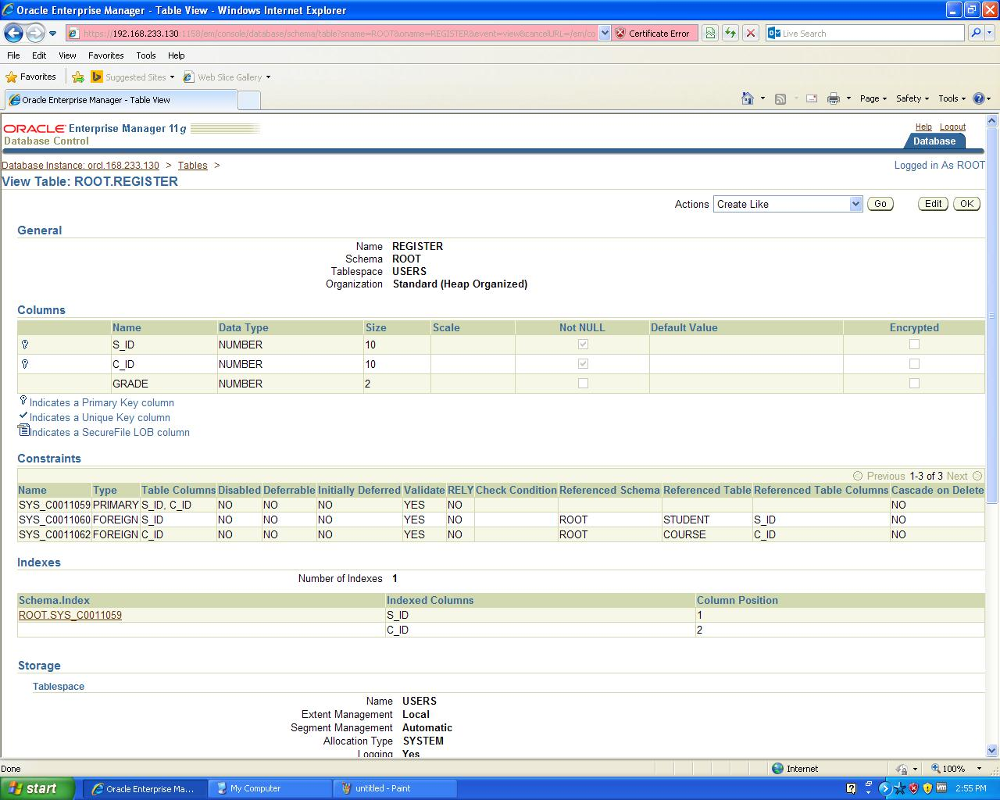 Oracle Enterprise Manager - Table View - Windows Internet Explorer
https://192.168.233.130:1158/em/console/database/schema/table?sname=ROOT&oname=REGISTER&event=view&cancelURL=/em/co Certificate Error Live Search
File Edit View Favorites Tools Help
Favorites Suggested Sites Web Slice Gallery
Oracle Enterprise Manager - Table View Page Safety Tools
ORACLE Enterprise Manager 11g Help Logout
Database Control Database
Database Instance: orcl.168.233.130 > Tables > Logged in As ROOT
View Table: ROOT.REGISTER
Actions Create Like Go Edit OK
General
Name REGISTER
Schema ROOT
Tablespace USERS
Organization Standard (Heap Organized)
Columns
Name Data Type Size Scale Not NULL Default Value Encrypted
S_ID NUMBER 10
C_ID NUMBER 10
GRADE NUMBER 2
Indicates a Primary Key column
Indicates a Unique Key column
Indicates a SecureFile LOB column
Constraints
Previous 1-3 of 3 Next
Name Type Table Columns Disabled Deferrable Initially Deferred Validate RELY Check Condition Referenced Schema Referenced Table Referenced Table Columns Cascade on Delete
SYS_C0011059 PRIMARY S_ID, C_ID NO NO NO YES NO NO
SYS_C0011060 FOREIGN S_ID NO NO NO YES NO ROOT STUDENT S_ID NO
SYS_C0011062 FOREIGN C_ID NO NO NO YES NO ROOT COURSE C_ID NO
Indexes
Number of Indexes 1
Schema.Index Indexed Columns Column Position
ROOT.SYS_C0011059 S_ID 1
C_ID 2
Storage
Tablespace
Name USERS
Extent Management Local
Segment Management Automatic
Allocation Type SYSTEM
Logging Yes
Done Internet 100%
start Oracle Enterprise Ma... My Computer untitled - Paint 2:55 PM